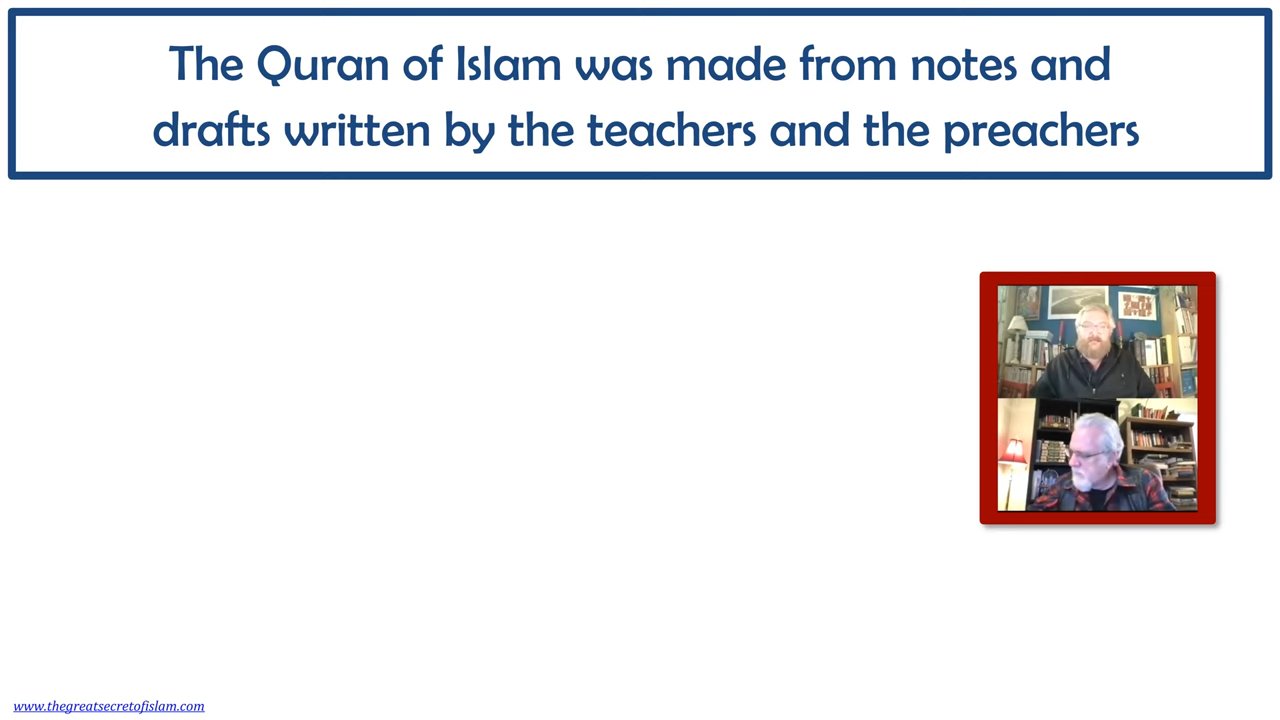 The Quran of Islam was made from notes and
drafts written by the teachers and the preachers
www.thegreatsecretofislam.com